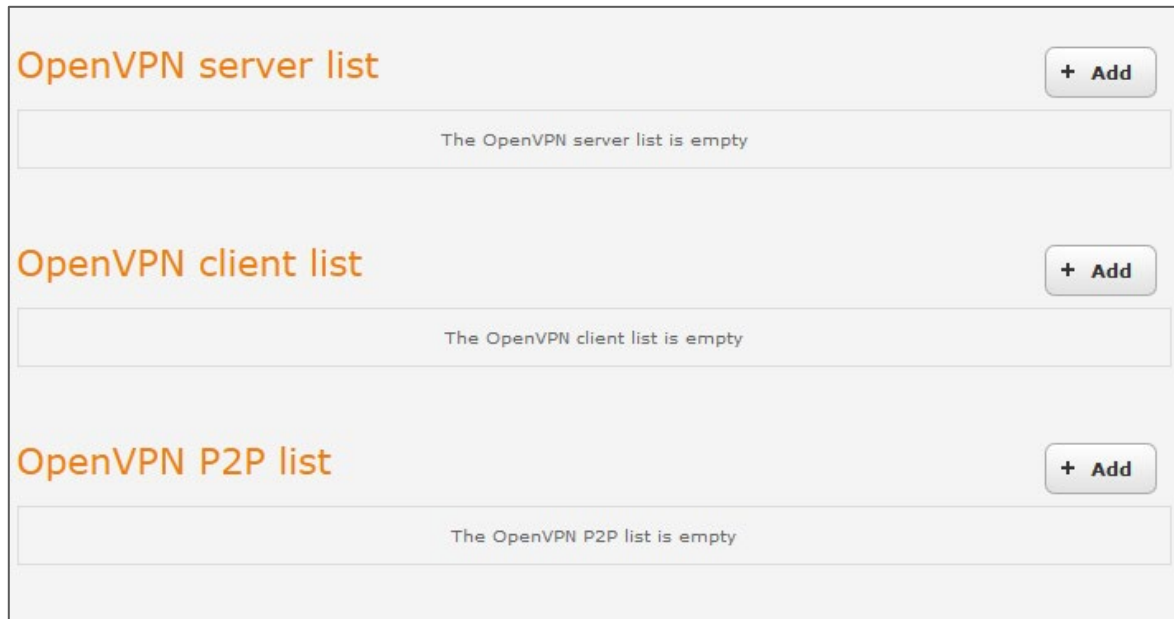 OpenVPN server list
+ Add
The OpenVPN server list is empty
OpenVPN client list
+ Add
The OpenVPN client list is empty
OpenVPN P2P list
+ Add
The OpenVPN P2P list is empty